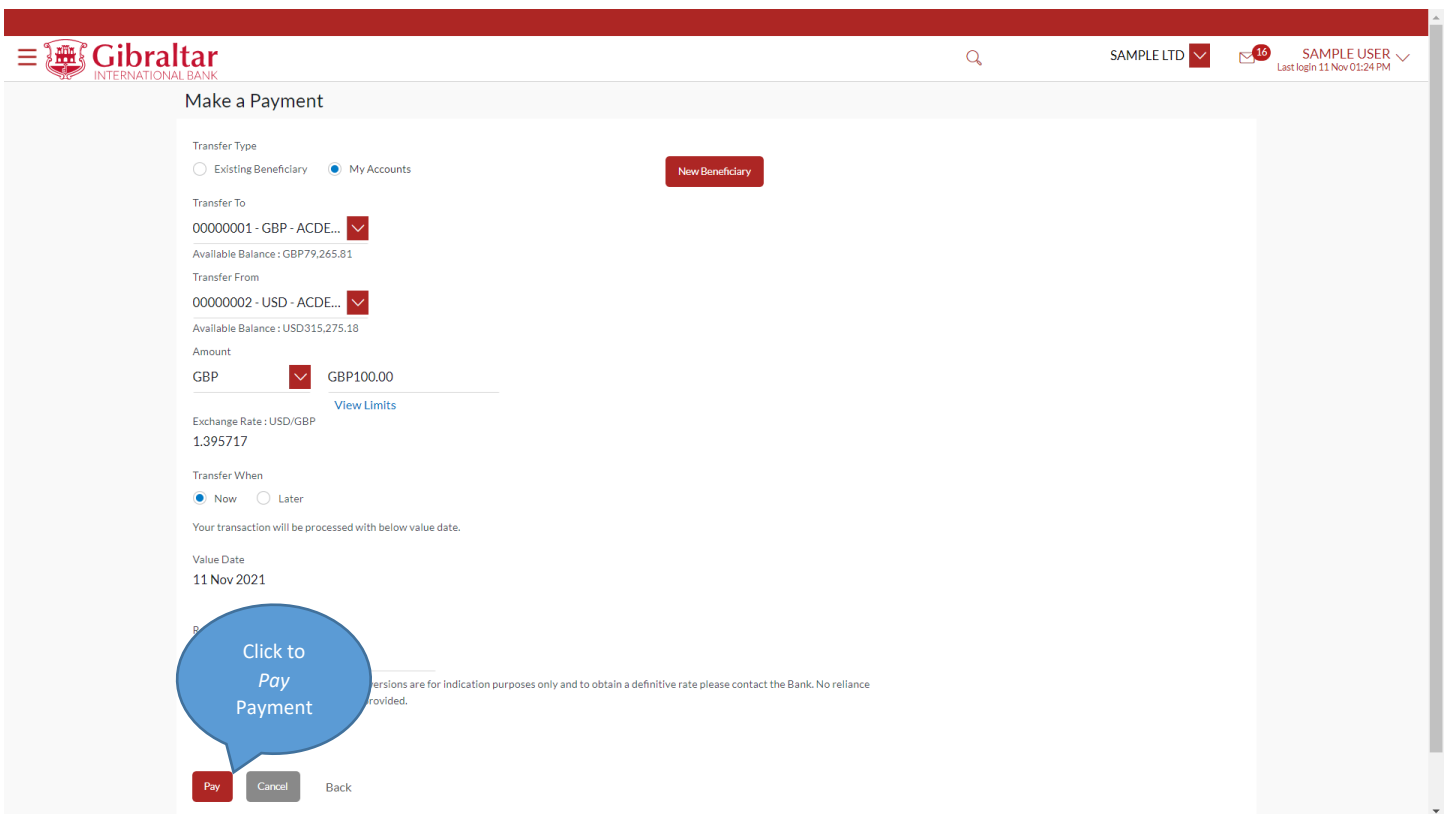 Gibraltar
INTERNATIONAL BANK
SAMPLE LTD
16
SAMPLE USER
Last login 11 Nov 01:24 PM
Make a Payment
Transfer Type
Existing Beneficiary My Accounts
New Beneficiary
Transfer To
00000001 - GBP - ACDE...
Available Balance : GBP79,265.81
Transfer From
00000002 - USD - ACDE...
Available Balance : USD315,275.18
Amount
GBP GBP100.00
View Limits
Exchange Rate : USD/GBP
1.395717
Transfer When
Now Later
Your transaction will be processed with below value date.
Value Date
11 Nov 2021
Click to
Pay
Payment
are for indication purposes only and to obtain a definitive rate please contact the Bank. No reliance
Pay Cancel Back